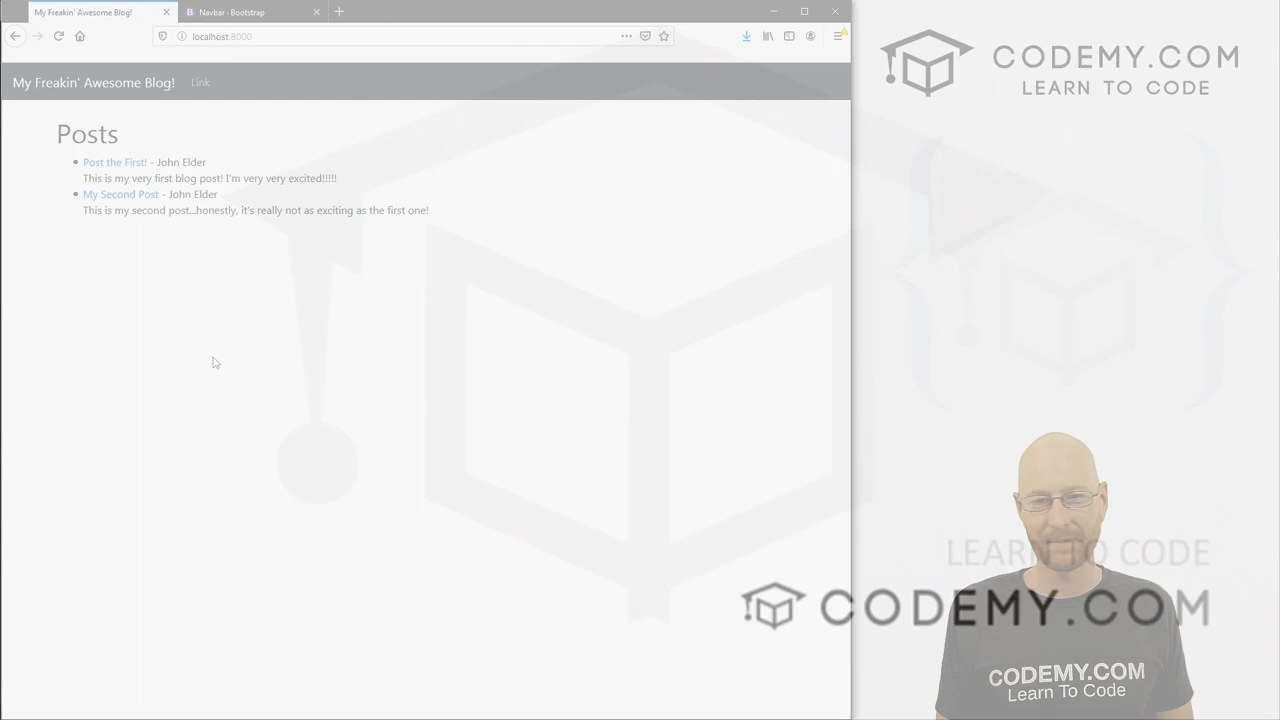 My Freakin' Awesome Blog!
Navbar · Bootstrap
localhost:8000
CODEMY.COM
LEARN TO CODE
My Freakin' Awesome Blog!
Link
Posts
Post the First! - John Elder
This is my very first blog post! I'm very very excited!!!!!
My Second Post - John Elder
This is my second post...honestly, it's really not as exciting as the first one!
LEARN TO CODE
CODEMY.COM
CODEMY.COM
Learn To Code